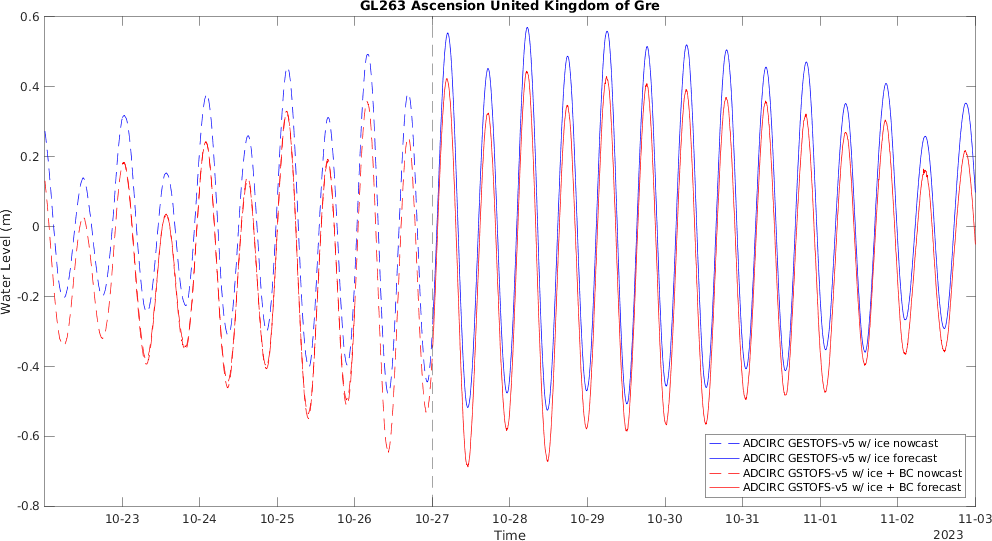 GL263 Ascension United Kingdom of Gre
Water Level (m)
0.6
0.4
0.2
0
-0.2
-0.4
-0.6
-0.8
10-23 10-24 10-25 10-26 10-27 10-28 10-29 10-30 10-31 11-01 11-02 11-03
2023
Time
ADCIRC GESTOFS-v5 w/ ice nowcast
ADCIRC GESTOFS-v5 w/ ice forecast
ADCIRC GSTOFS-v5 w/ ice + BC nowcast
ADCIRC GSTOFS-v5 w/ ice + BC forecast